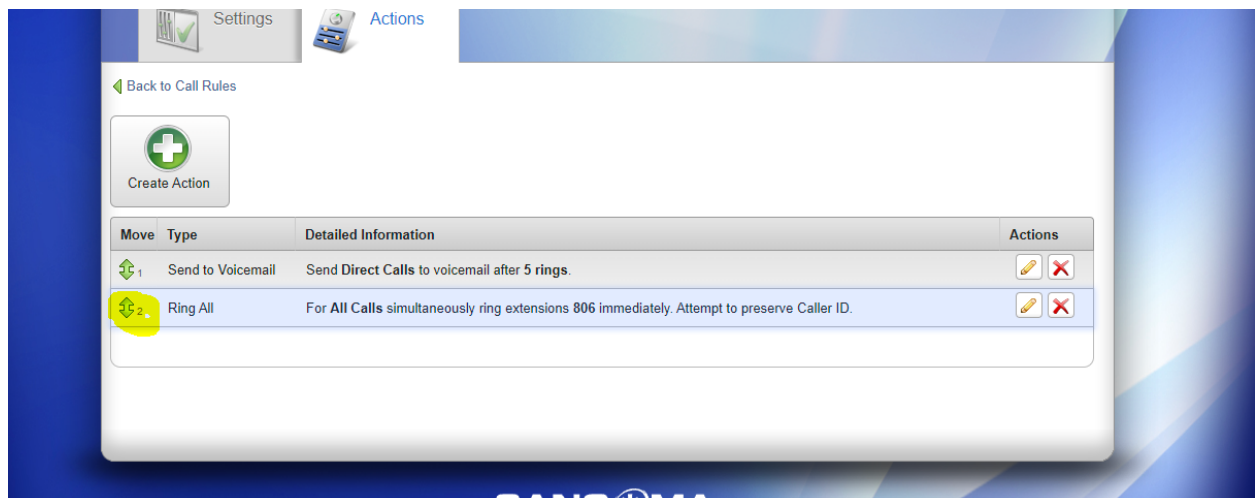 Settings
Actions
Back to Call Rules
Create Action
Move Type Detailed Information Actions
1 Send to Voicemail Send Direct Calls to voicemail after 5 rings.
2 Ring All For All Calls simultaneously ring extensions 806 immediately. Attempt to preserve Caller ID.